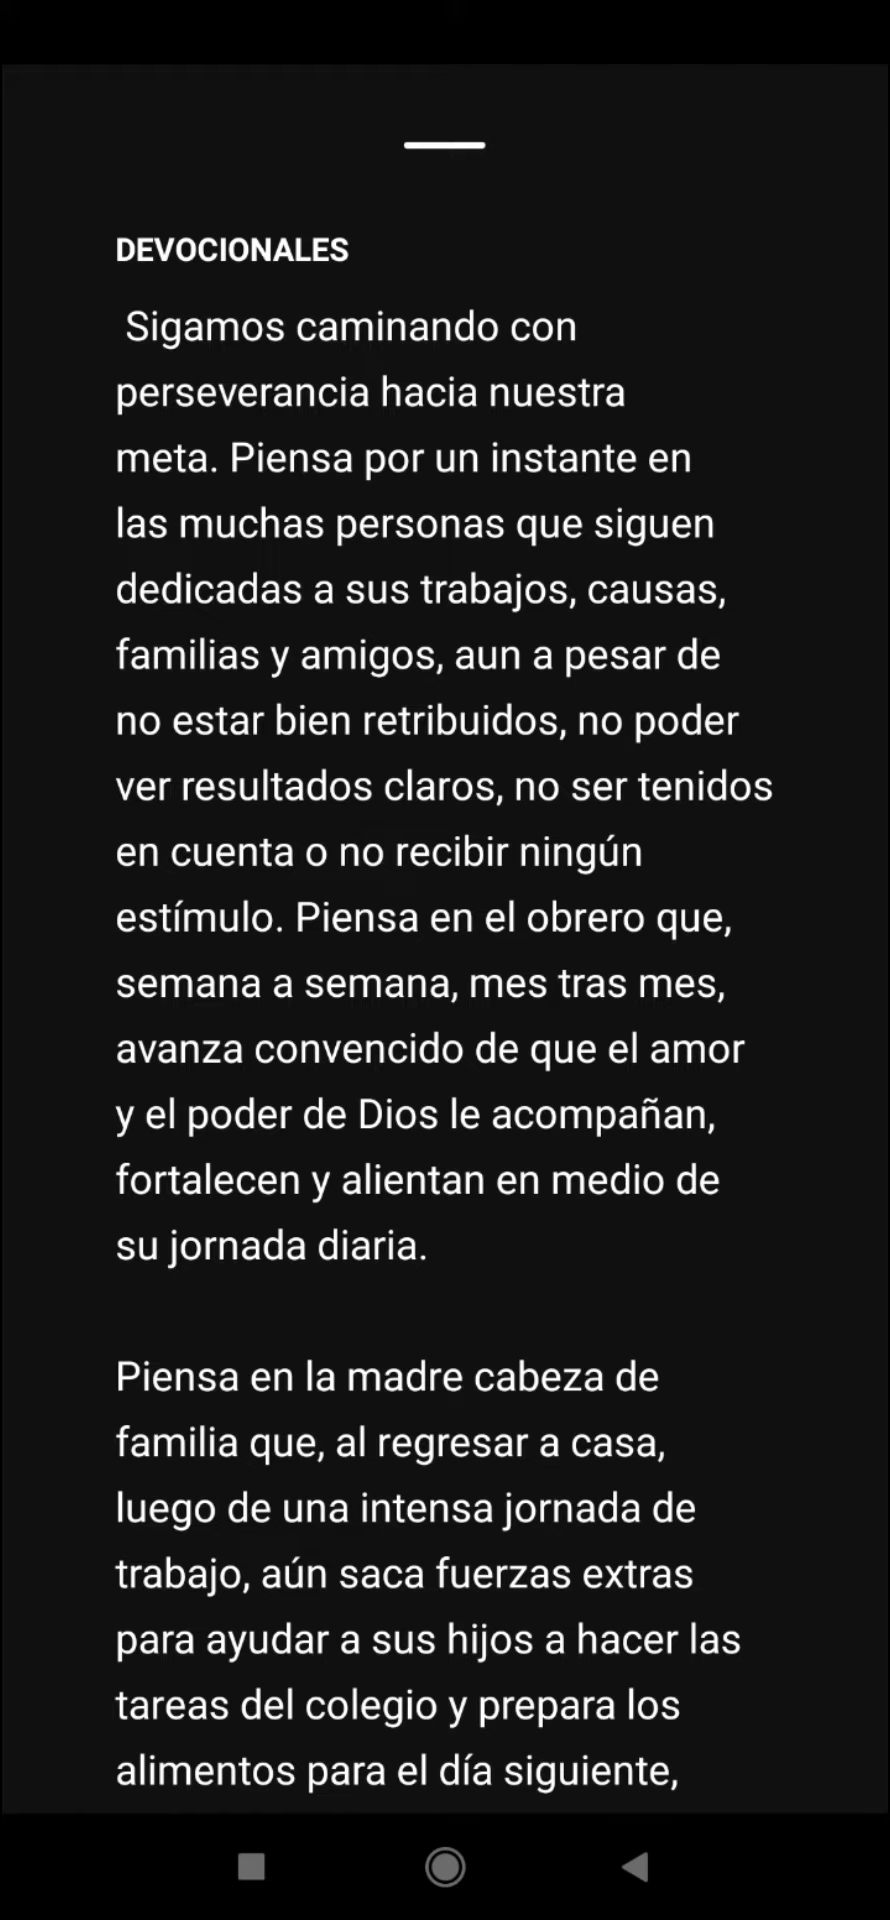 DEVOCIONALES
Sigamos caminando con
perseverancia hacia nuestra
meta. Piensa por un instante en
las muchas personas que siguen
dedicadas a sus trabajos, causas,
familias y amigos, aun a pesar de
no estar bien retribuidos, no poder
ver resultados claros, no ser tenidos
en cuenta o no recibir ningún
estímulo. Piensa en el obrero que,
semana a semana, mes tras mes,
avanza convencido de que el amor
y el poder de Dios le acompañan,
fortalecen y alientan en medio de
su jornada diaria.
Piensa en la madre cabeza de
familia que, al regresar a casa,
luego de una intensa jornada de
trabajo, aún saca fuerzas extras
para ayudar a sus hijos a hacer las
tareas del colegio y prepara los
alimentos para el día siguiente,